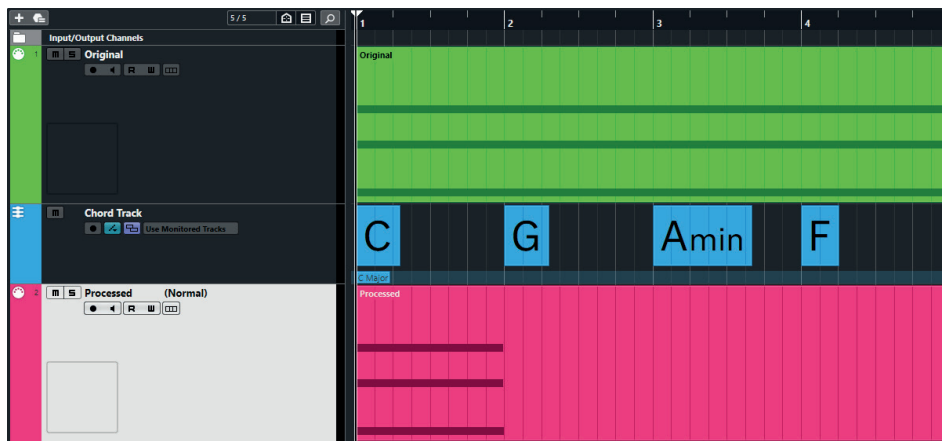 5 / 5
1 2 3 4
Input/Output Channels
1 m S Original
R W
Original
m Chord Track
Use Monitored Tracks
C G Amin F
C Major
2 m S Processed (Normal)
R W
Processed